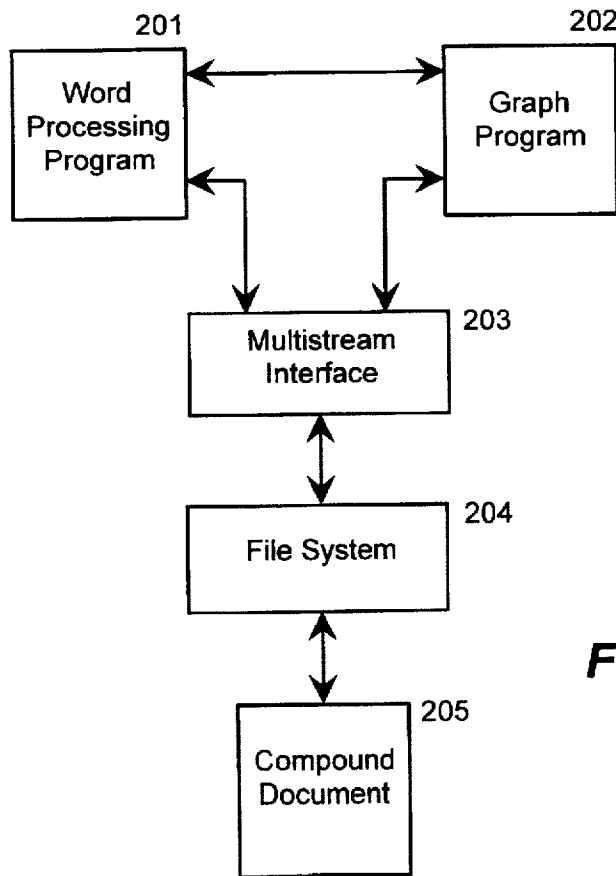 201
202
Word
Processing
Program
Graph
Program
203
Multistream
Interface
204
File System
205
Compound
Document
F